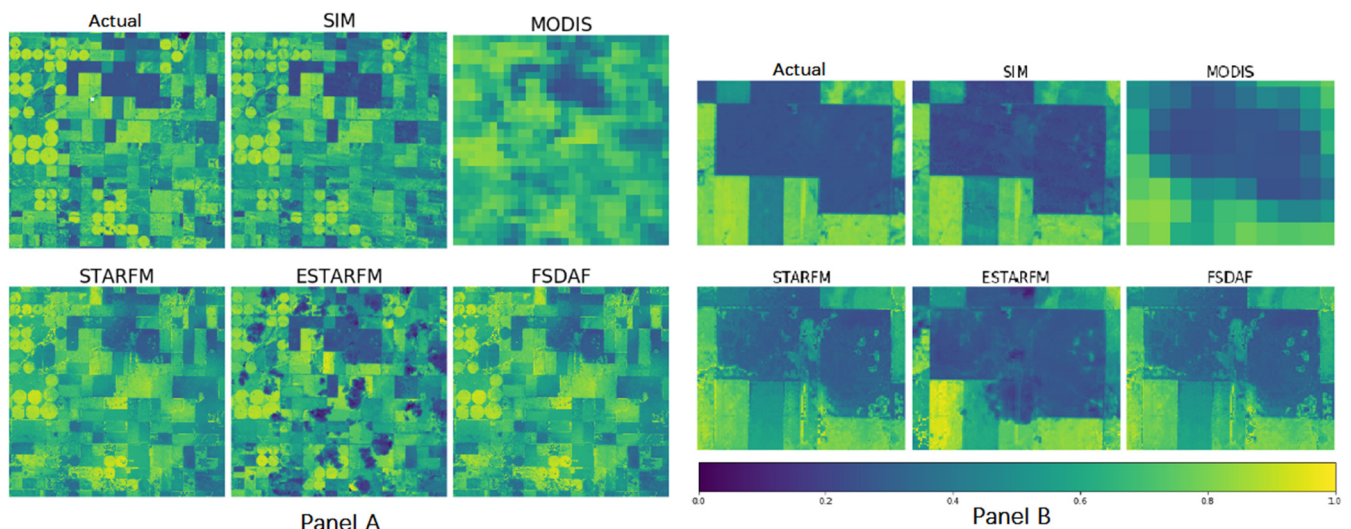 Actual SIM MODIS
STARFM ESTARFM FSDAF
Panel A
Actual SIM MODIS
STARFM ESTARFM FSDAF
0.0 0.2 0.4 0.6 0.8 1.0
Panel B